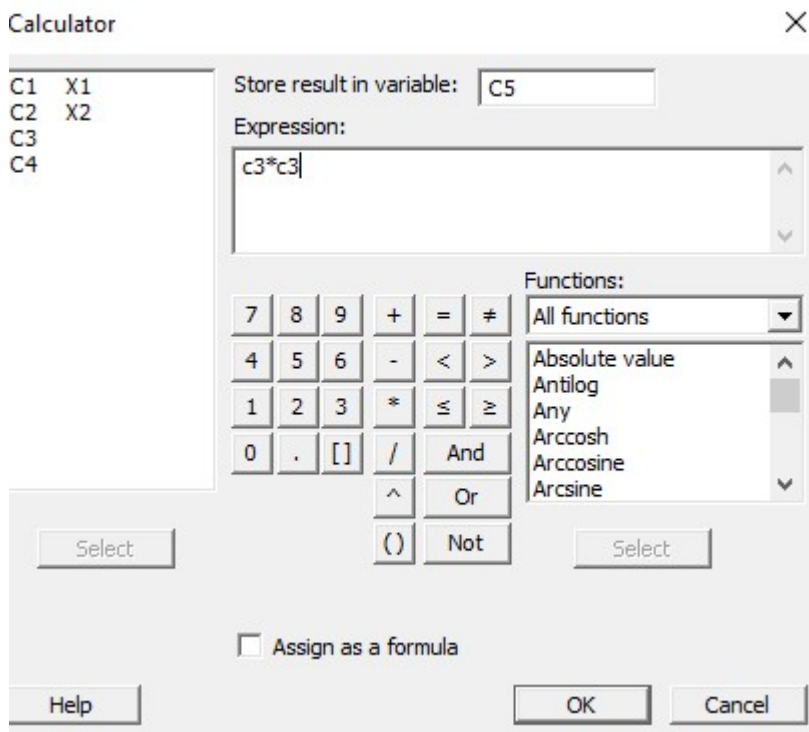 Calculator
C1 X1
C2 X2
C3
C4
Store result in variable: C5
Expression:
c3*c3
Functions:
All functions
7 8 9 + = ≠
4 5 6 - < >
1 2 3 * ≤ ≥
0 . [] / And
^ Or
() Not
Absolute value
Antilog
Any
Arccosh
Arccosine
Arcsine
Select
Select
Assign as a formula
Help
OK
Cancel